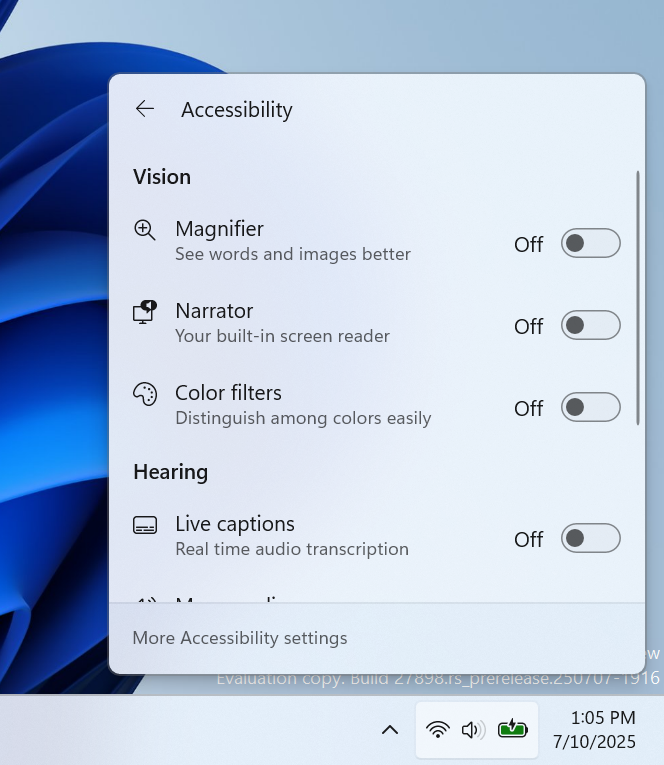 Accessibility
Vision
Magnifier
See words and images better
Off
Narrator
Your built-in screen reader
Off
Color filters
Distinguish among colors easily
Off
Hearing
Live captions
Real time audio transcription
Off
More Accessibility settings
Evaluation copy. Build 27898.rs_prerelease.250707-1916
1:05 PM
7/10/2025